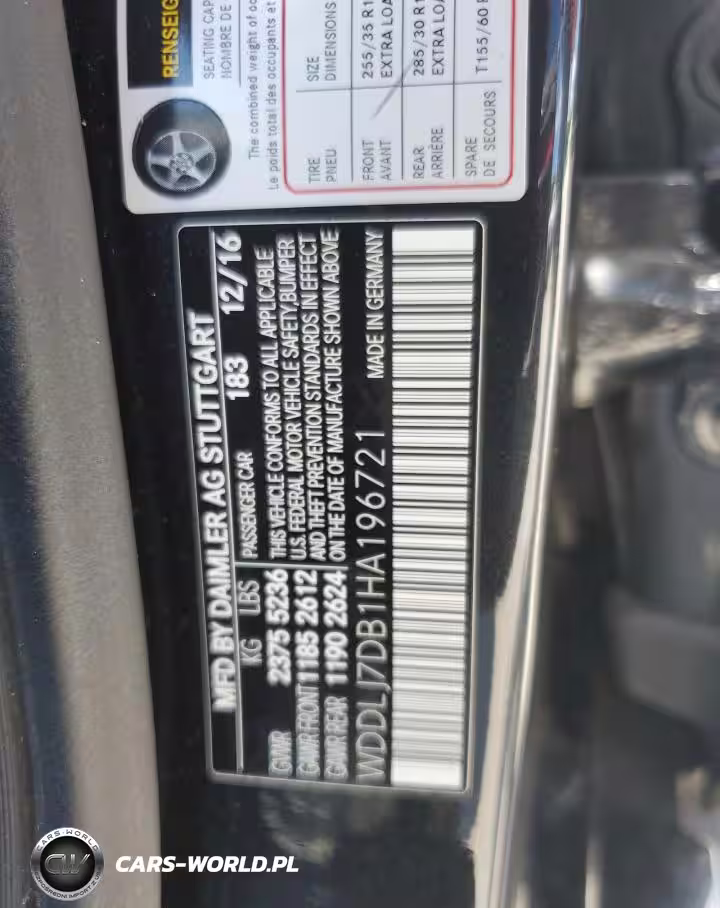 RENSEIG
SEATING CAP
NOMBRE DE
The combined weight of oc
Le poids total des occupants et
TIRE SIZE
PNEU DIMENSIONS
FRONT 255/35 R1
AVANT EXTRA LOA
REAR 285/30 R1
ARRIÈRE EXTRA LOA
SPARE T155/60
DE SECOURS
MFD BY DAIMLER AG STUTTGART
KG LBS PASSENGER CAR 183 12/16
GVWR 2375 5236 THIS VEHICLE CONFORMS TO ALL APPLICABLE
GAWR FRONT 1185 2612 U.S. FEDERAL MOTOR VEHICLE SAFETY,BUMPER
GAWR REAR 1190 2624 AND THEFT PREVENTION STANDARDS IN EFFECT
ON THE DATE OF MANUFACTURE SHOWN ABOVE
WDDLJ7DB1HA196721 MADE IN GERMANY
CARS-WORLD
CW
CARS-WORLD.PL